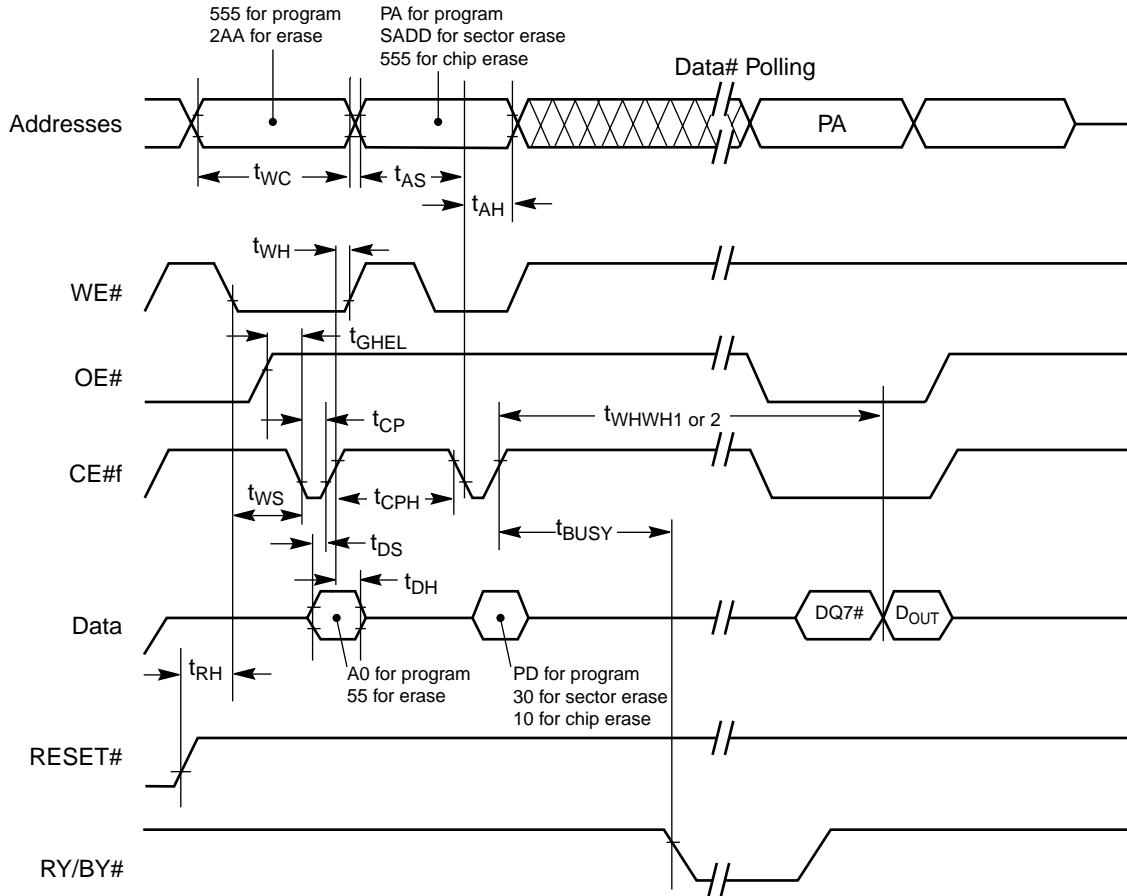 555 for program
2AA for erase
PA for program
SADD for sector erase
555 for chip erase
Data# Polling
Addresses
PA
tWC
tAS
tAH
tWH
WE#
tGHEL
OE#
tCP
tWHWH1 or 2
CE#f
tWS
tCPH
tBUSY
tDS
tDH
Data
DQ7#
DOUT
A0 for program
55 for erase
PD for program
30 for sector erase
10 for chip erase
tRH
RESET#
RY/BY#